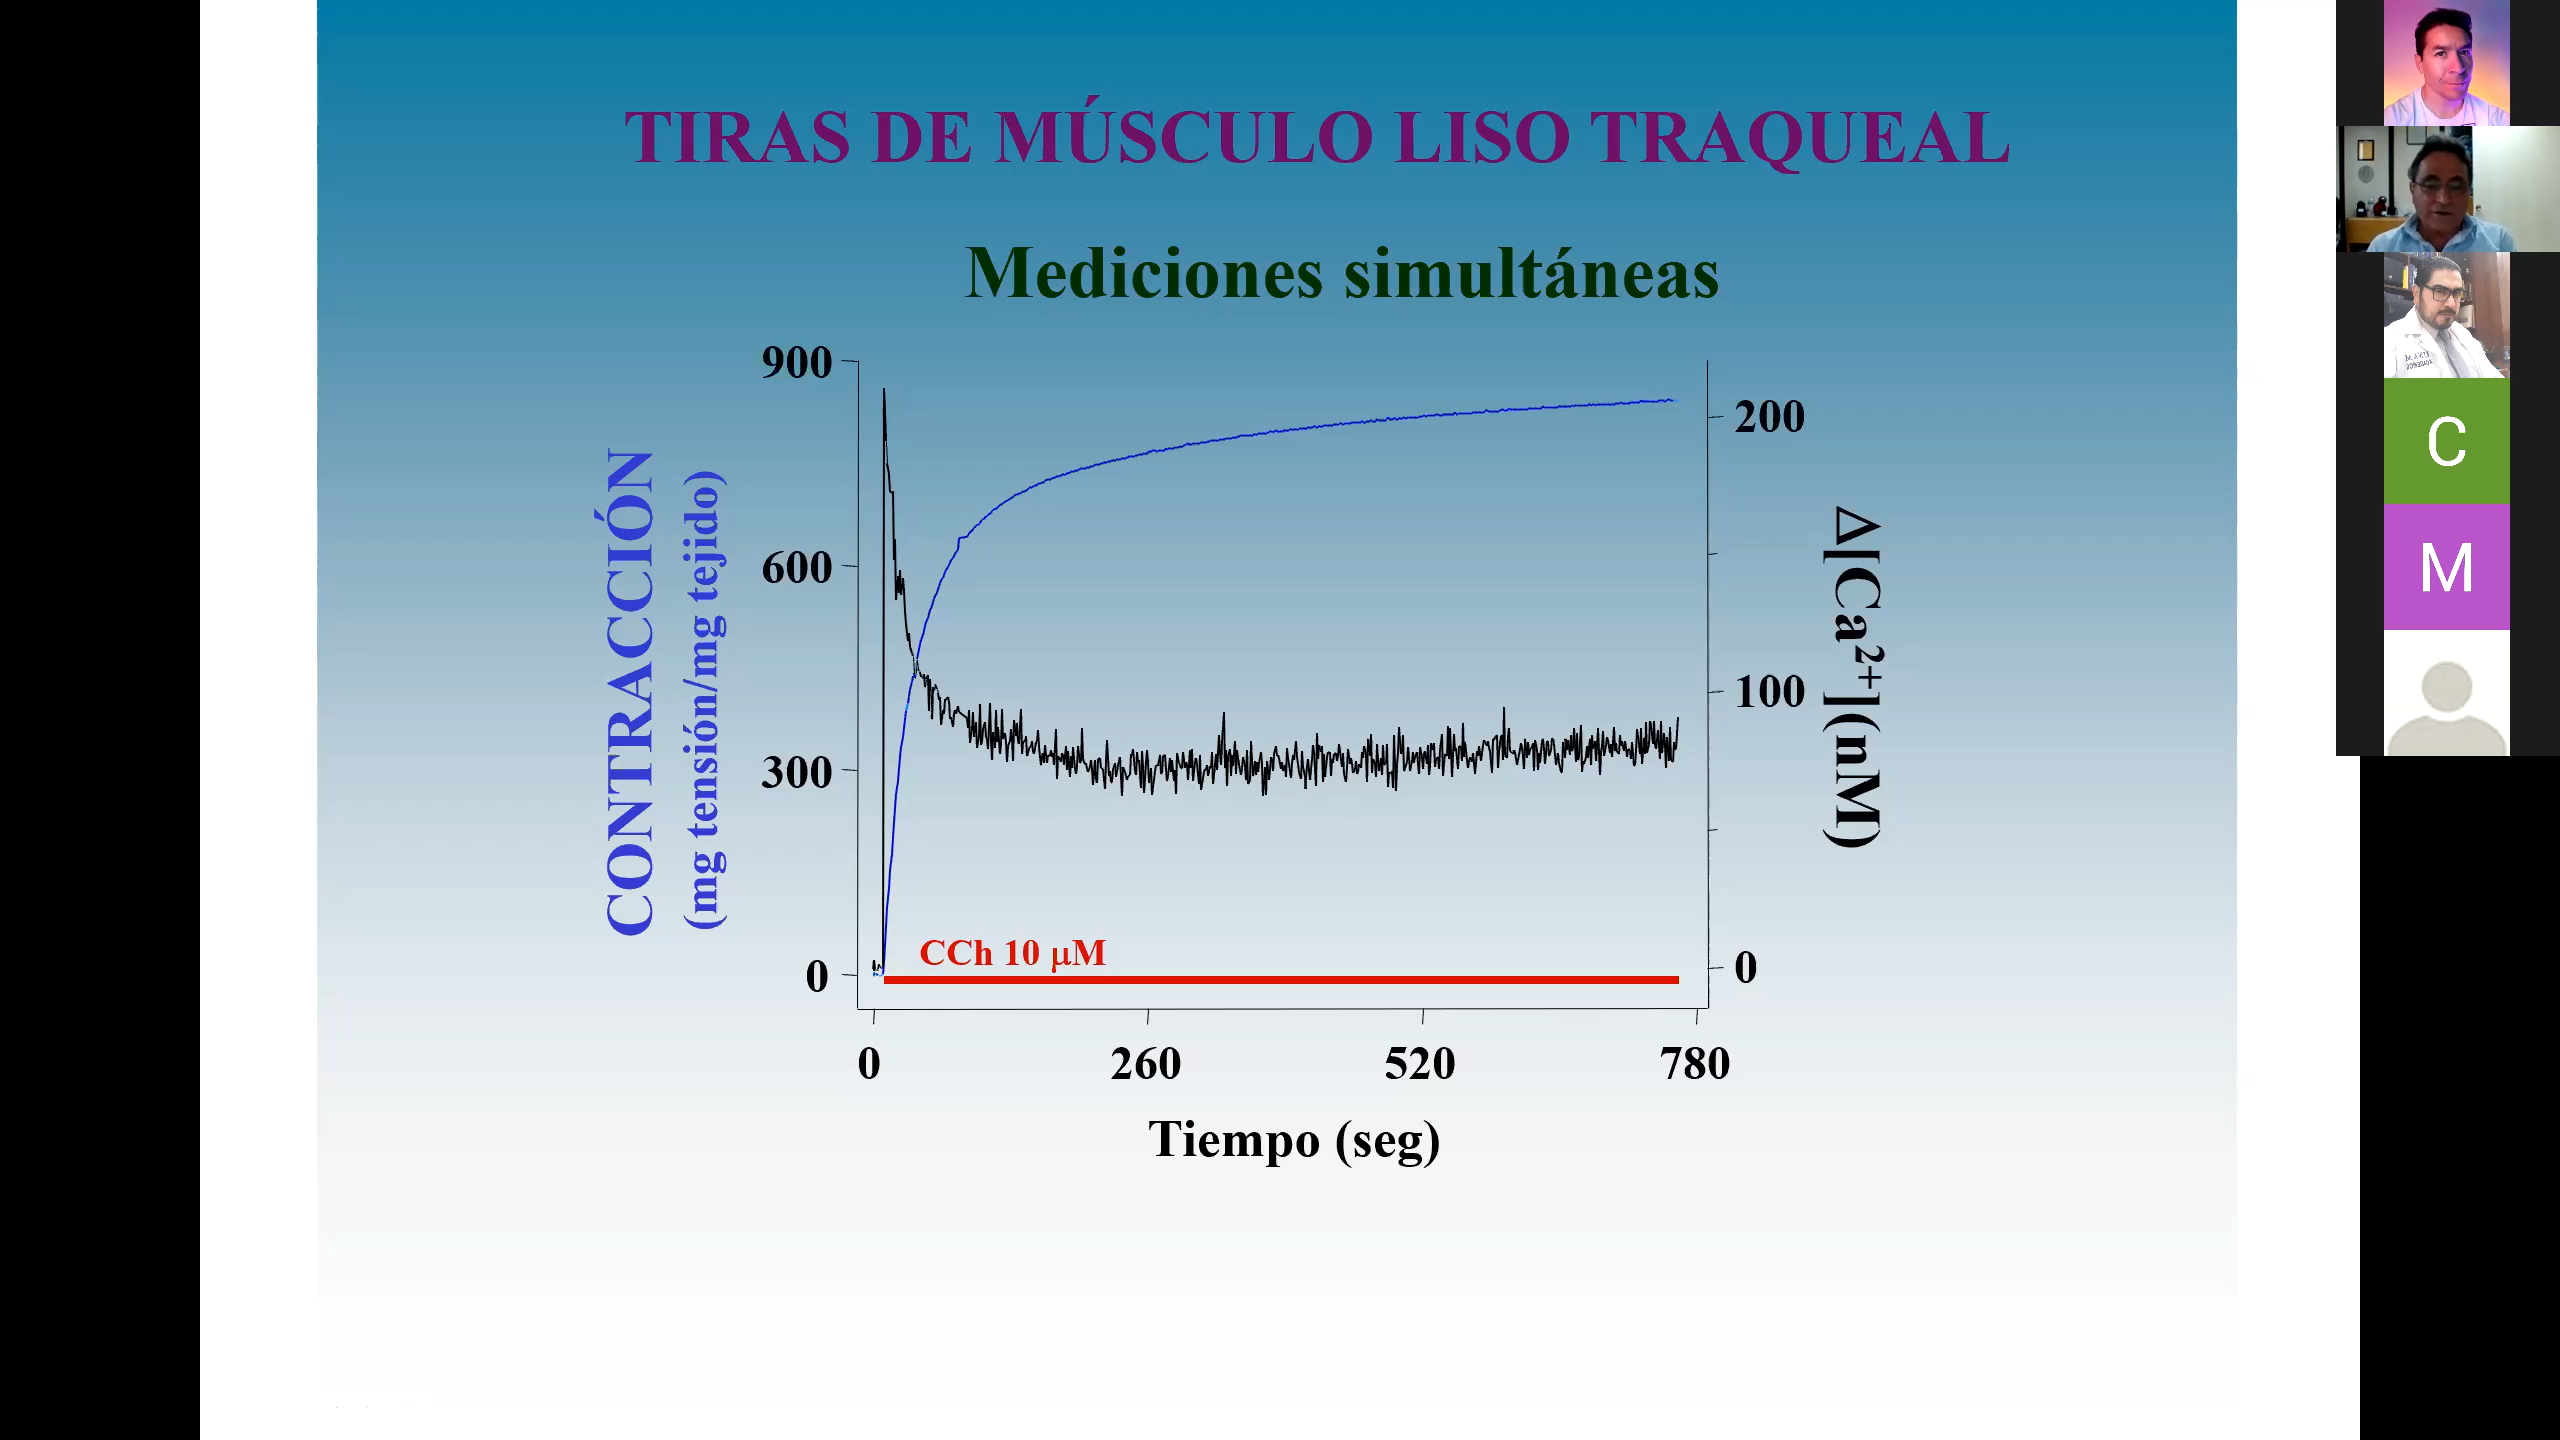 TIRAS DE MÚSCULO LISO TRAQUEAL
Mediciones simultáneas
CONTRACCIÓN
(mg tensión/mg tejido)
900
600
300
0
200
100
0
Δ[Ca²⁺](nM)
CCh 10 μM
0 260 520 780
Tiempo (seg)
C
M